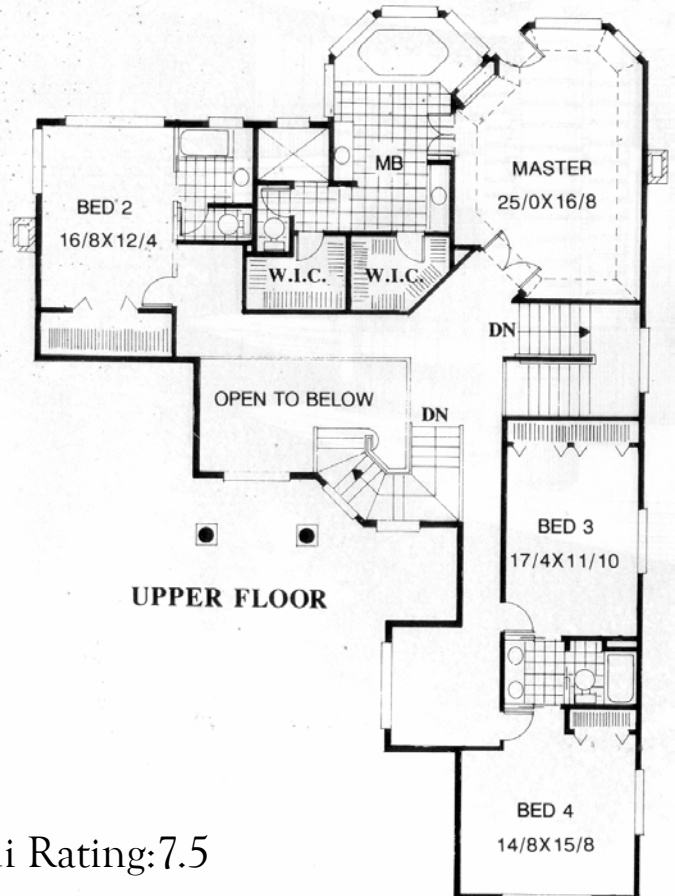 MB
MASTER
25/0X16/8
BED 2
16/8X12/4
W.I.C.
W.I.C.
DN
OPEN TO BELOW
DN
BED 3
17/4X11/10
UPPER FLOOR
BED 4
14/8X15/8
i Rating:7.5